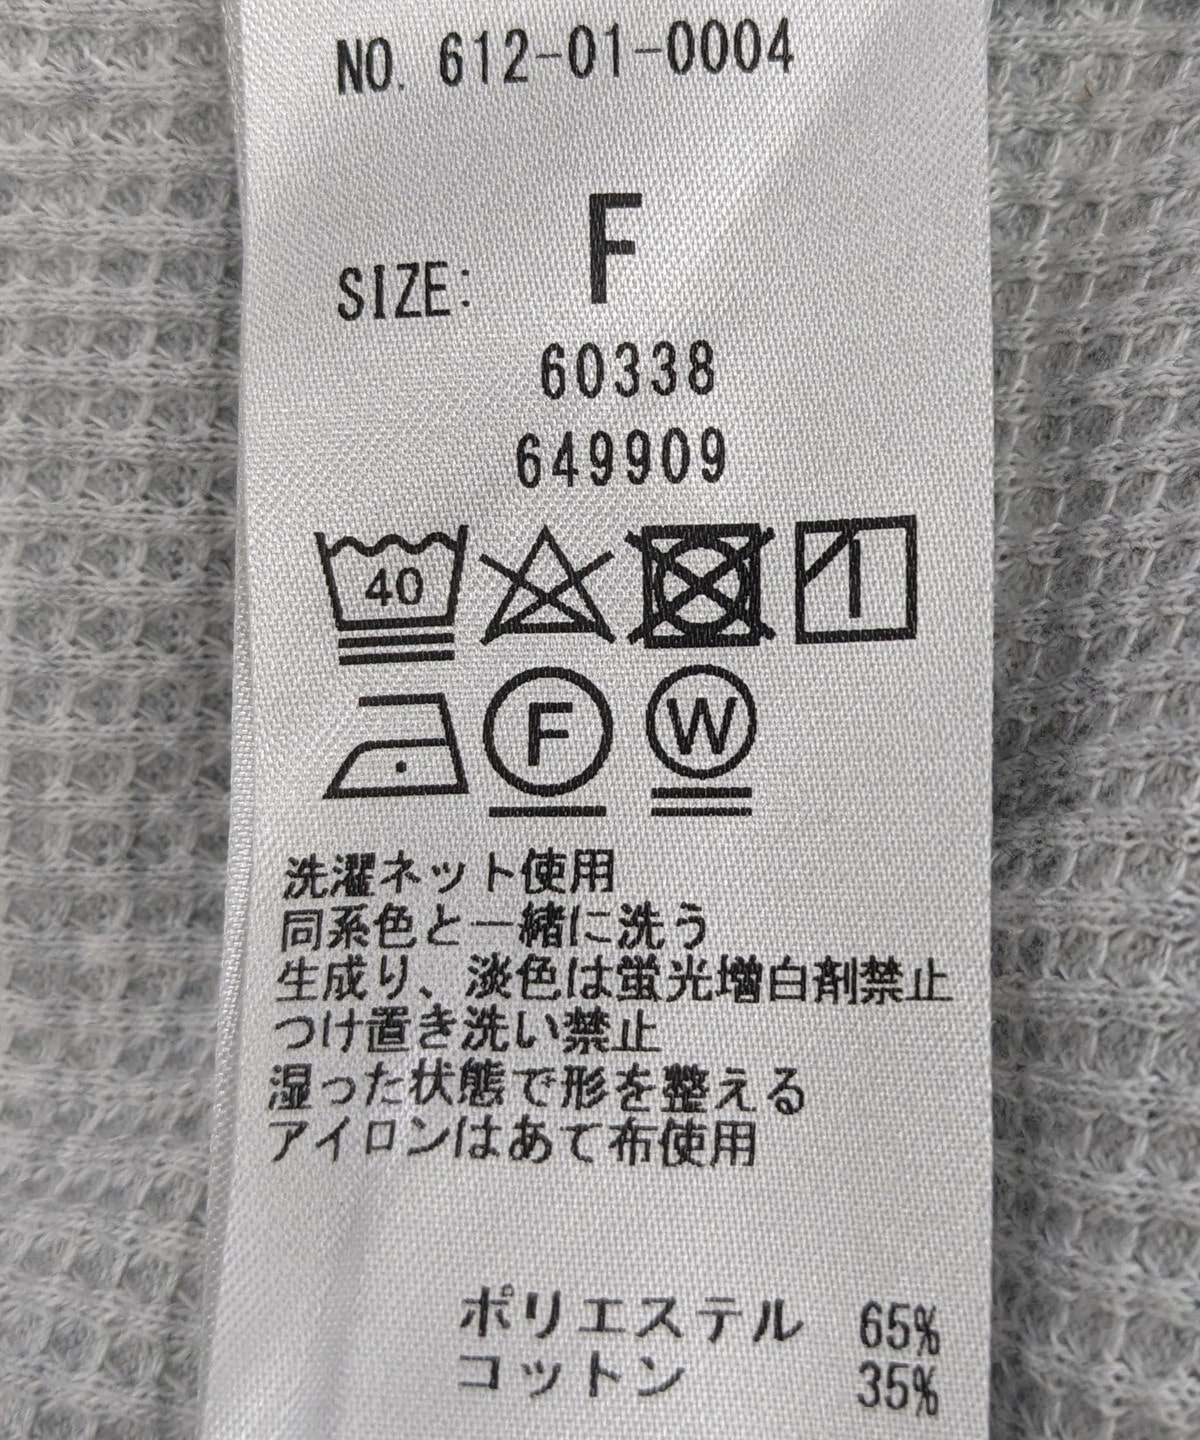 NO. 612-01-0004
SIZE: F
60338
649909
40
F W
洗濯ネット使用
同系色と一緒に洗う
生成り、淡色は蛍光増白剤禁止
つけ置き洗い禁止
湿った状態で形を整える
アイロンはあて布使用
ポリエステル 65%
コットン 35%